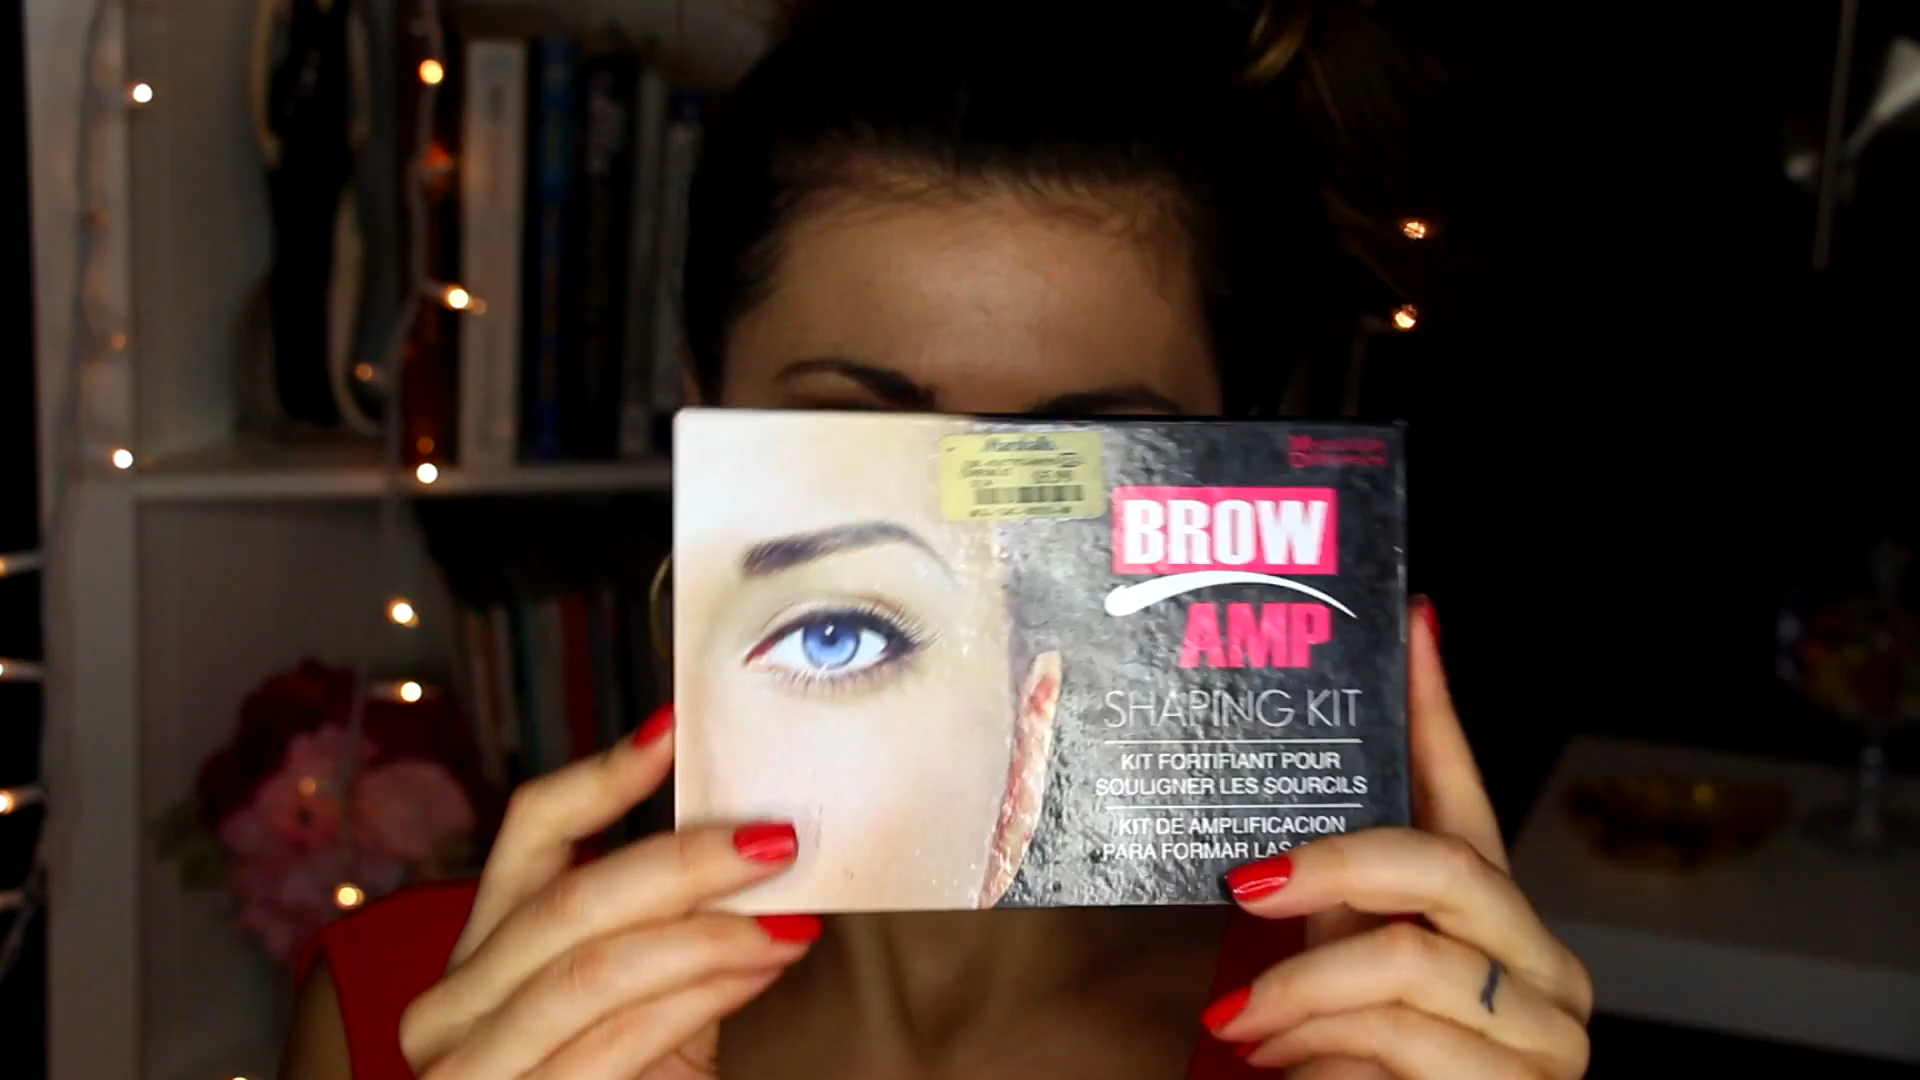 BROW
AMP
SHAPING KIT
KIT FORTIFIANT POUR
SOULIGNER LES SOURCILS
KIT DE AMPLIFICACION
PARA FORMAR LAS